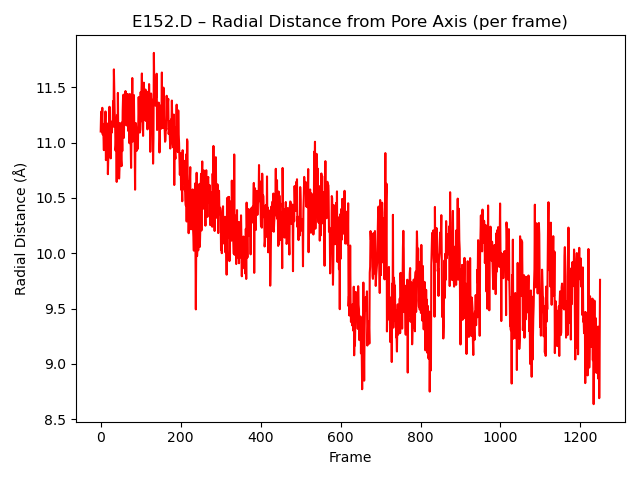 E152.D – Radial Distance from Pore Axis (per frame)
Radial Distance (Å)
11.5
11.0
10.5
10.0
9.5
9.0
8.5
0 200 400 600 800 1000 1200
Frame